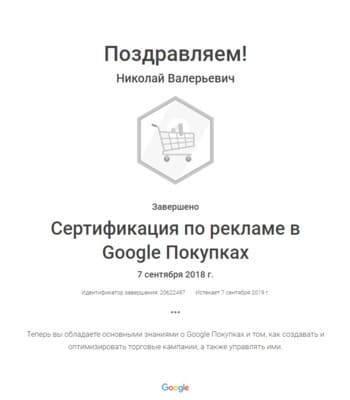 Поздравляем!
Николай Валерьевич
Завершено
Сертификация по рекламе в
Google Покупках
7 сентября 2018 г.
Идентификатор завершения: 20622497 Истекает 7 сентября 2019 г.
•••
Теперь вы обладаете основными знаниями о Google Покупках и том, как создавать и
оптимизировать торговые кампании, а также управлять ими.
Google